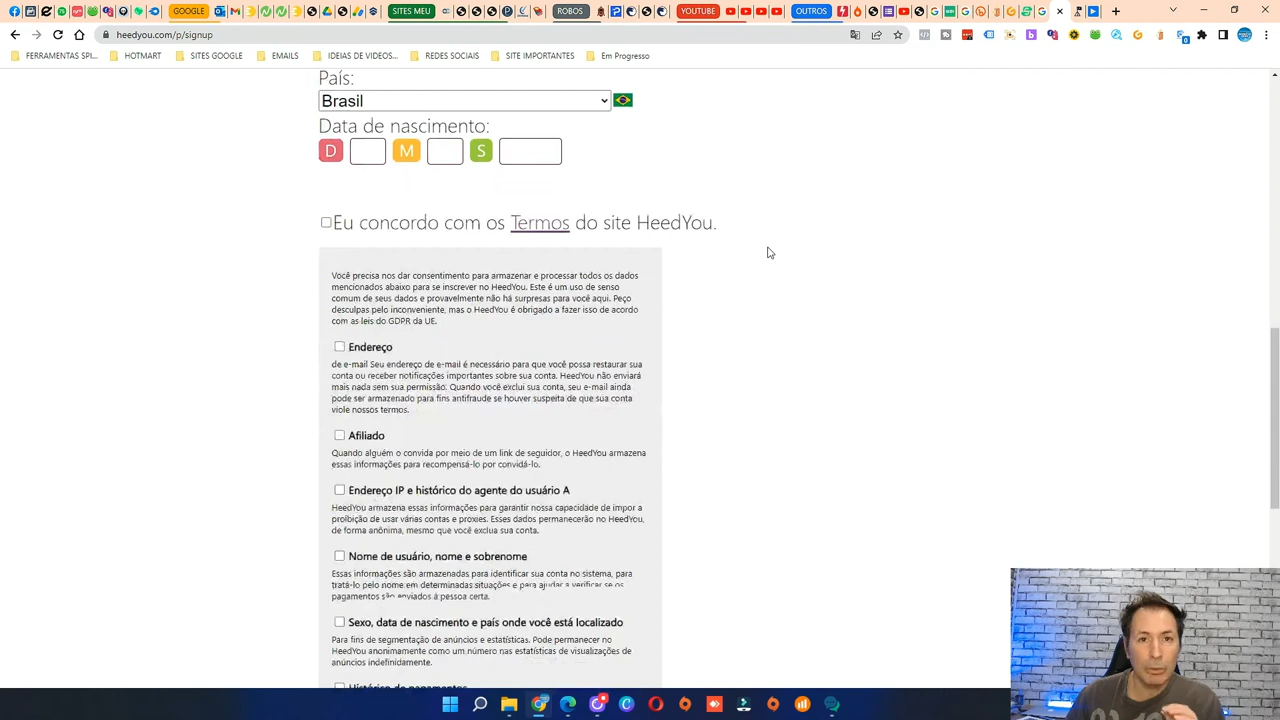 GOOGLE
SITES MEU
ROBOS
YOUTUBE
OUTROS
heedyou.com/p/signup
FERRAMENTAS SPI...
HOTMART
SITES GOOGLE
EMAILS
IDEIAS DE VIDEOS...
REDES SOCIAIS
SITE IMPORTANTES
Em Progresso
País:
Brasil
Data de nascimento:
D M S
Eu concordo com os Termos do site HeedYou.
Você precisa nos dar consentimento para armazenar e processar todos os dados
mencionados abaixo para se inscrever no HeedYou. Este é um uso de senso
comum de seus dados e provavelmente não há surpresas para você aqui. Peço
desculpas pelo inconveniente, mas o HeedYou é obrigado a fazer isso de acordo
com as leis do GDPR da UE.
Endereço
de e-mail Seu endereço de e-mail é necessário para que você possa restaurar sua
conta ou receber notificações importantes sobre sua conta. HeedYou não enviará
mais nada sem sua permissão. Quando você exclui sua conta, seu e-mail ainda
pode ser armazenado para fins antifraude se houver suspeita de que sua conta
viole nossos termos.
Afiliado
Quando alguém o convida por meio de um link de seguidor, o HeedYou armazena
essas informações para recompensá-lo por convidá-lo.
Endereço IP e histórico do agente do usuário A
HeedYou armazena essas informações para garantir nossa capacidade de impor a
proibição de usar várias contas e proxies. Esses dados permanecerão no HeedYou,
de forma anônima, mesmo que você exclua sua conta.
Nome de usuário, nome e sobrenome
Essas informações são armazenadas para identificar sua conta no sistema, para
tratá-lo pelo nome em determinadas situações e para ajudar a verificar se os
pagamentos são enviados à pessoa certa.
Sexo, data de nascimento e país onde você está localizado
Para fins de segmentação de anúncios e estatísticas. Pode permanecer no
HeedYou anonimamente como um número nas estatísticas de visualizações de
anúncios indefinidamente.